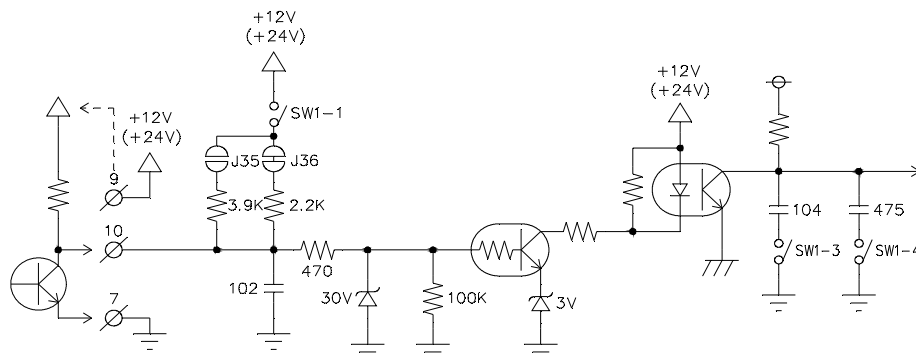 +12V
(+24V)
SW1-1
+12V
(+24V)
+12V
(+24V)
9
J35
J36
3.9K
2.2K
10
470
102
30V
100K
3V
7
104
475
SW1-3
SW1-4